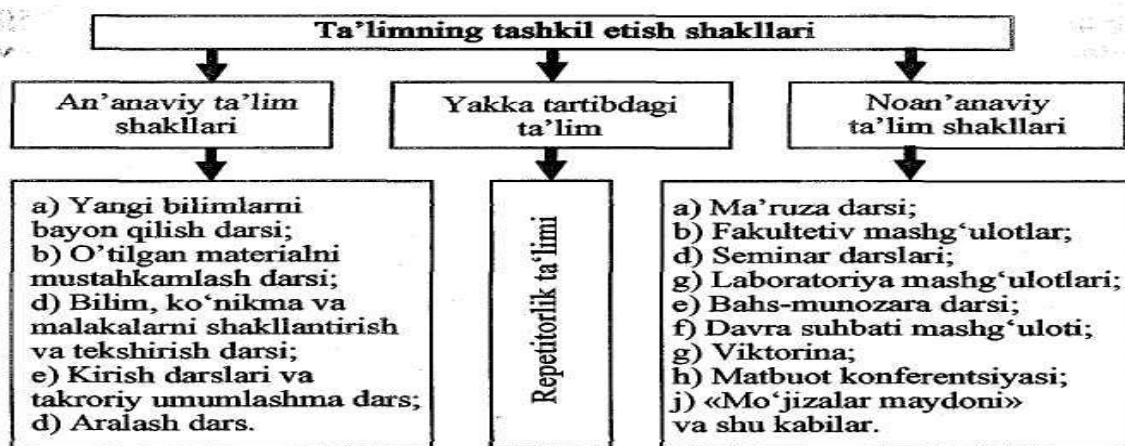 Ta’limning tashkil etish shakllari
An’anaviy ta’lim
shakllari
Yakka tartibdagi
ta’lim
Noan’anaviy
ta’lim shakllari
a) Yangi bilimlarni
bayon qilish darsi;
b) O’tilgan materialni
mustahkamlash darsi;
d) Bilim, ko‘nikma va
malakalarni shakllantirish
va tekshirish darsi;
e) Kirish darslari va
takroriy umumlashma dars;
d) Aralash dars.
Repetitorlik ta‘limi
a) Ma’ruza darsi;
b) Fakultetiv mashg‘ulotlar;
d) Seminar darslari;
g) Laboratoriya mashg‘ulotlari;
e) Bahs-munozara darsi;
f) Davra suhbati mashg‘uloti;
g) Viktorina;
h) Matbuot konferentsiyasi;
j) «Mo‘jizalar maydoni»
va shu kabilar.